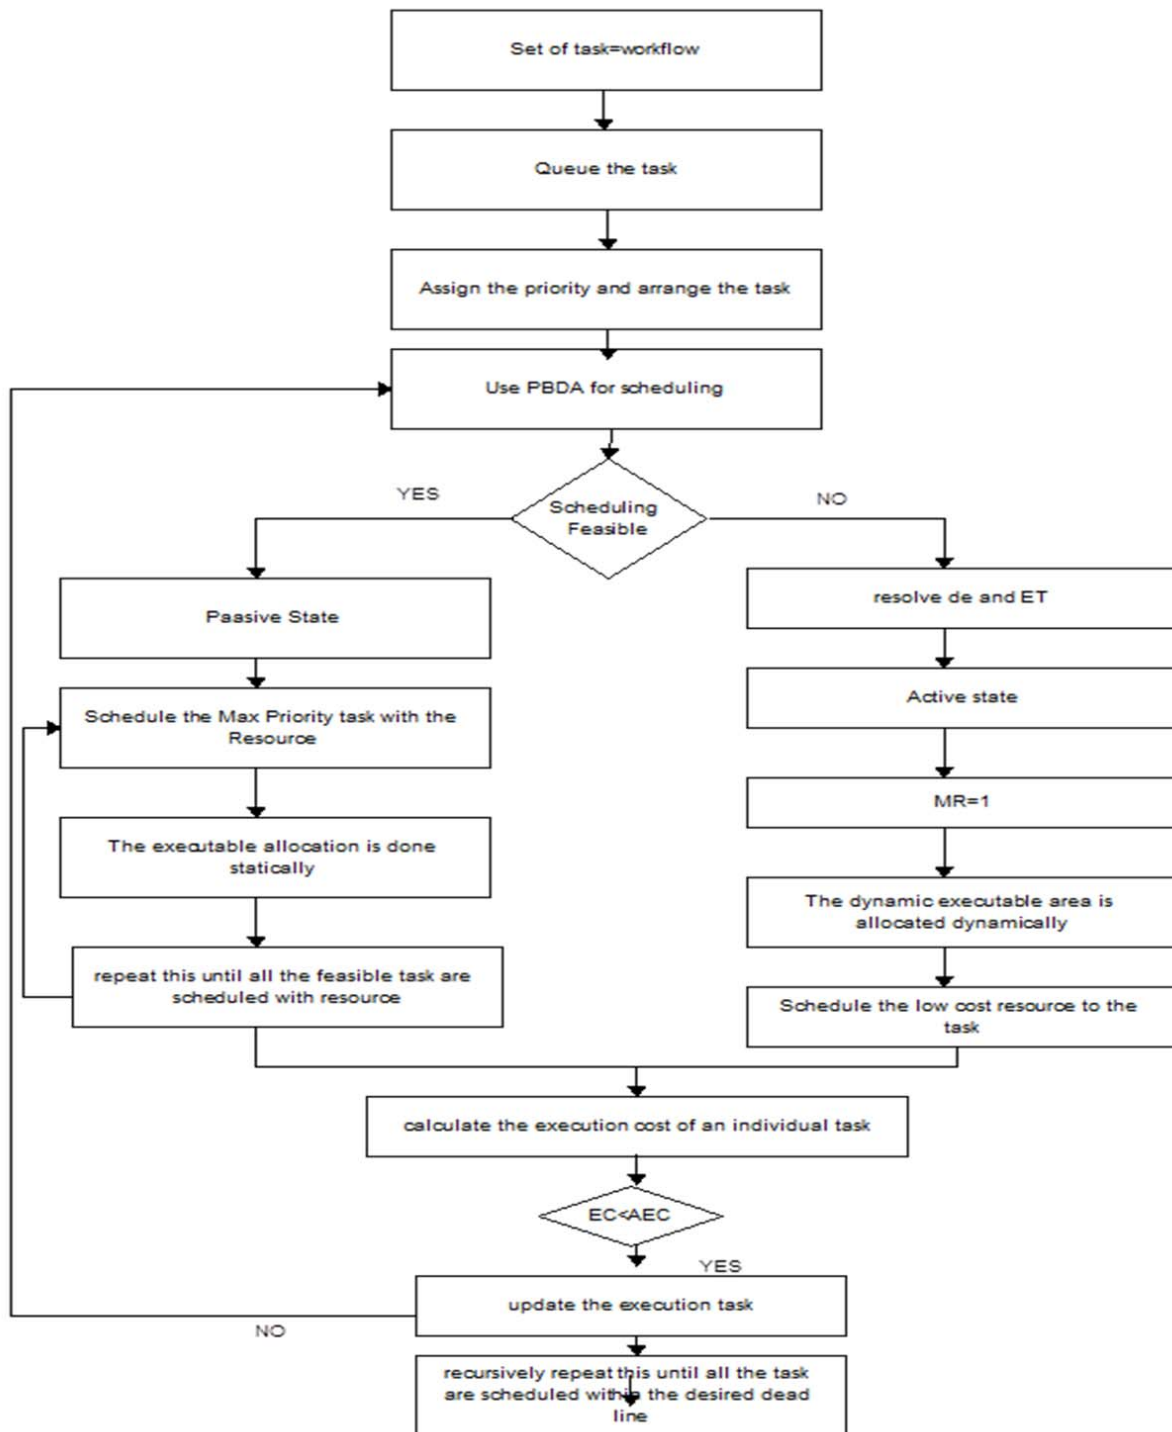 Set of task=workflow
Queue the task
Assign the priority and arrange the task
Use PBDA for scheduling
YES
NO
Scheduling
Feasible
Paasive State
Schedule the Max Priority task with the
Resource
The executable allocation is done
statically
repeat this until all the feasible task are
scheduled with resource
resolve de and ET
Active state
MR=1
The dynamic executable area is
allocated dynamically
Schedule the low cost resource to the
task
calculate the execution cost of an individual task
EC<AEC
YES
update the execution task
NO
recursively repeat this until all the task
are scheduled within the desired dead
line